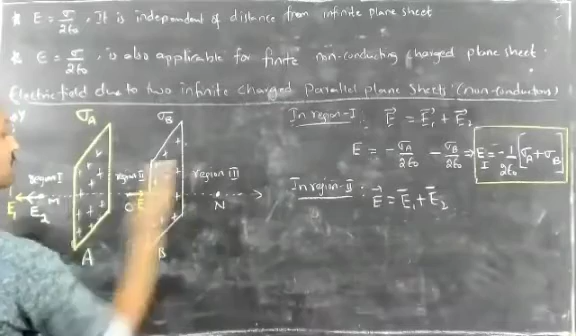 * E = σ/2ε₀, It is independent of distance from infinite plane sheet
* E = σ/2ε₀, is also applicable for finite non-conducting charged plane sheet.
Electric field due to two infinite charged Parallel plane sheets (non-conductors)
σA σB
y
region I region II region III
E₁ E₂ M O E N
A B
In region-I : E⃗ = E⃗₁ + E⃗₂
E = -σA/2ε₀ - σB/2ε₀ ⇒ E_I = -1/2ε₀ [σA + σB]
In region-II : E⃗ = E⃗₁ + E⃗₂